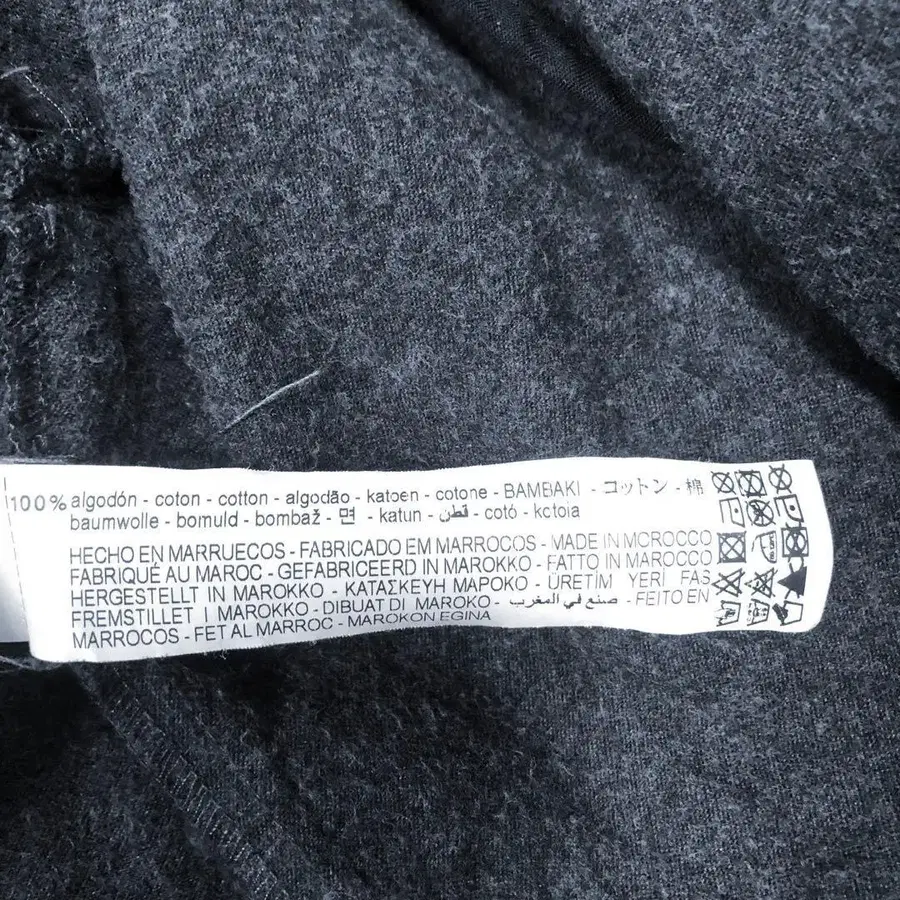 100% algodón - coton - cotton - algodão - katoen - cotone - BAMBAKI - コットン - 棉
baumwolle - bomuld - bombaž - 면 - katun - قطن - cotó - kotoia
HECHO EN MARRUECOS - FABRICADO EM MARROCOS - MADE IN MOROCCO
FABRIQUÉ AU MAROC - GEFABRICEERD IN MAROKKO - FATTO IN MAROCCO
HERGESTELLT IN MAROKKO - ΚΑΤΑΣΚΕΥΗ ΜΑΡΟΚΟ - ÜRETİM YERİ FAS
FREMSTILLET I MAROKKO - DIBUAT DI MAROKO - صنع في المغرب - FEITO EN
MARROCOS - FET AL MARROC - MAROKON EGINA